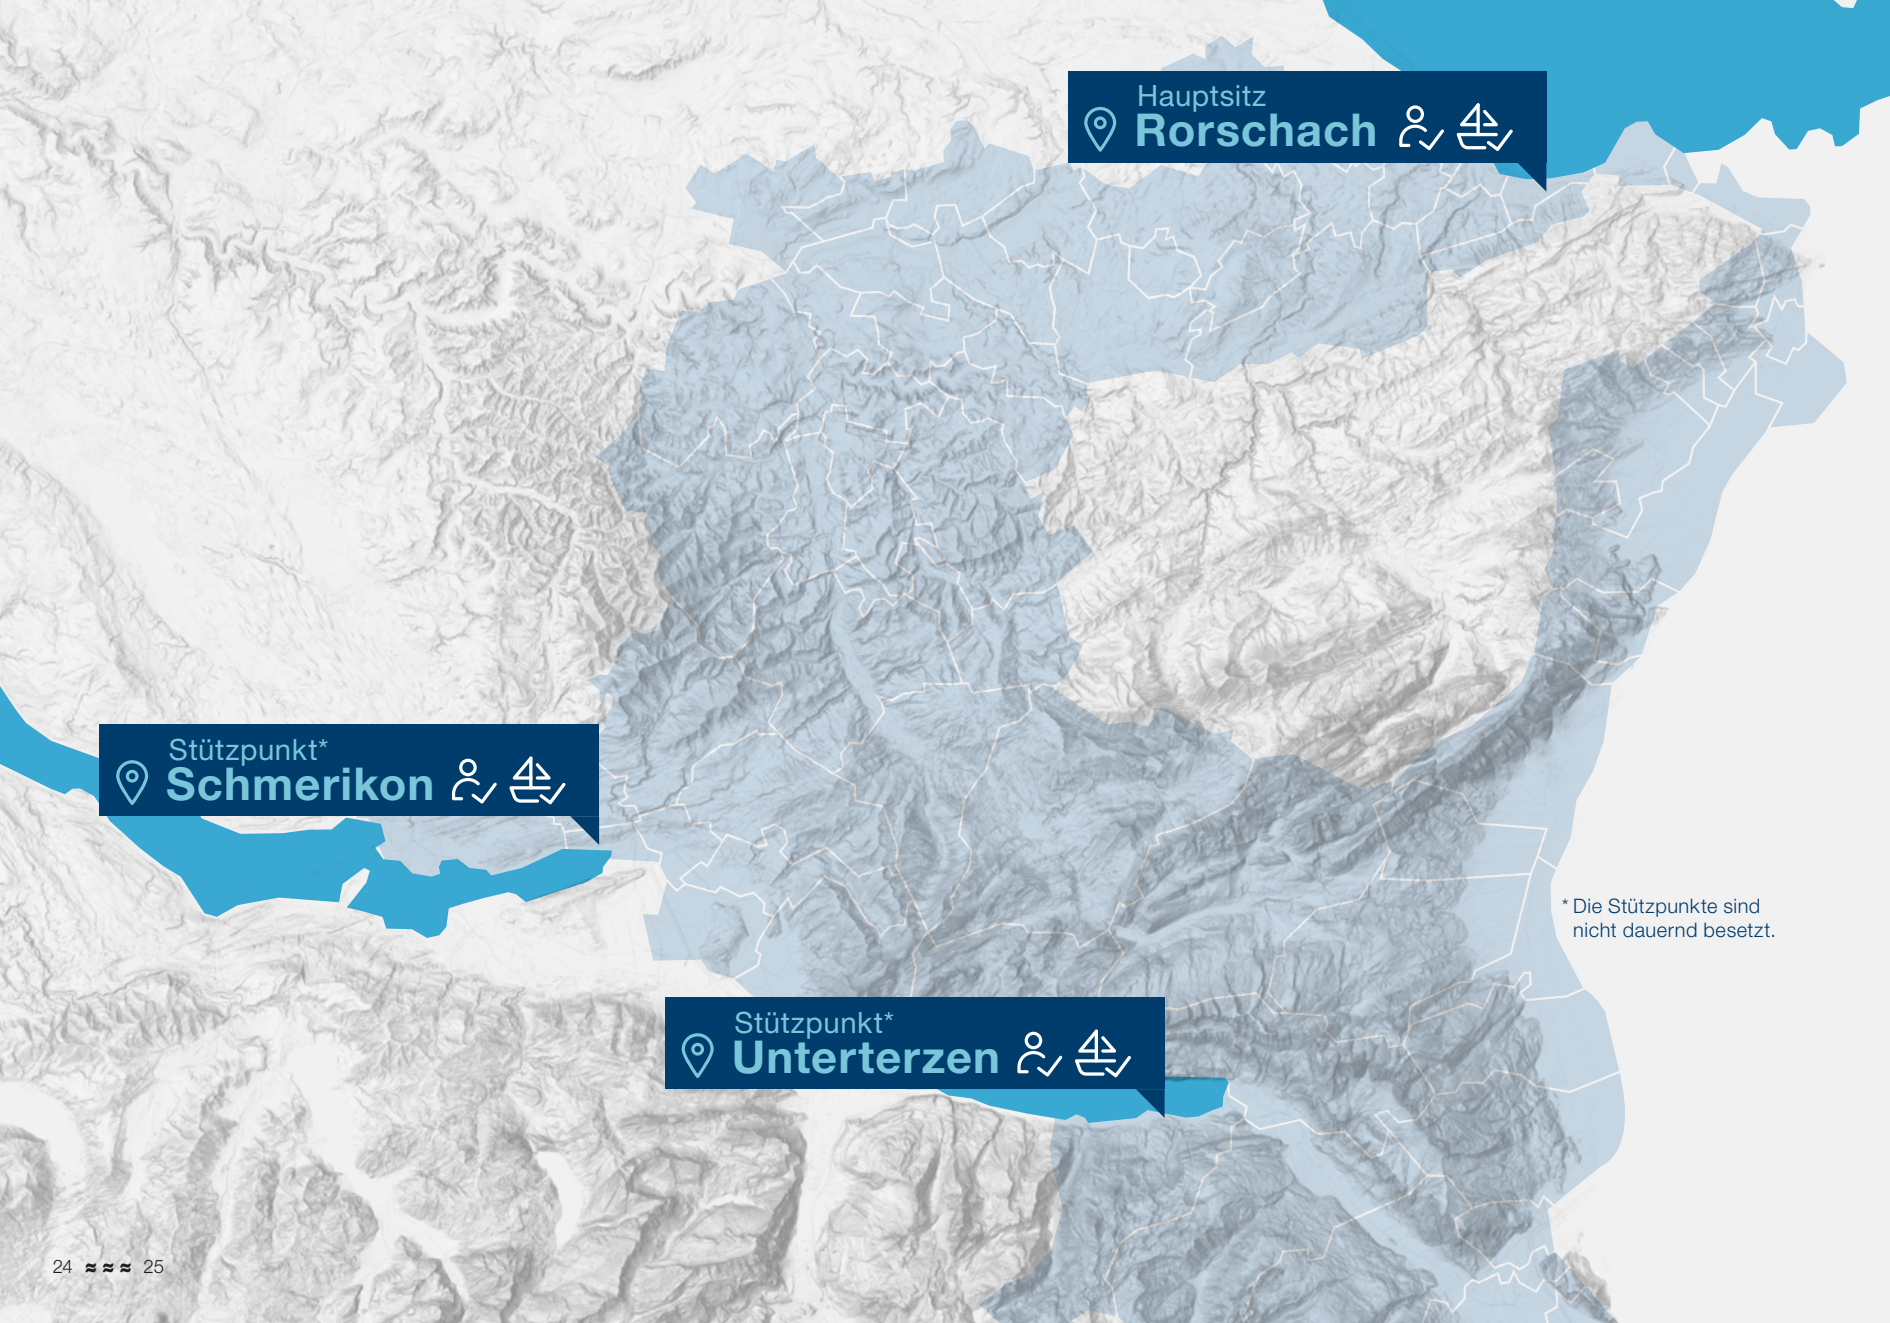 Hauptsitz
Rorschach
Stützpunkt*
Schmerikon
* Die Stützpunkte sind
nicht dauernd besetzt.
Stützpunkt*
Unterterzen
24 ≈≈≈ 25